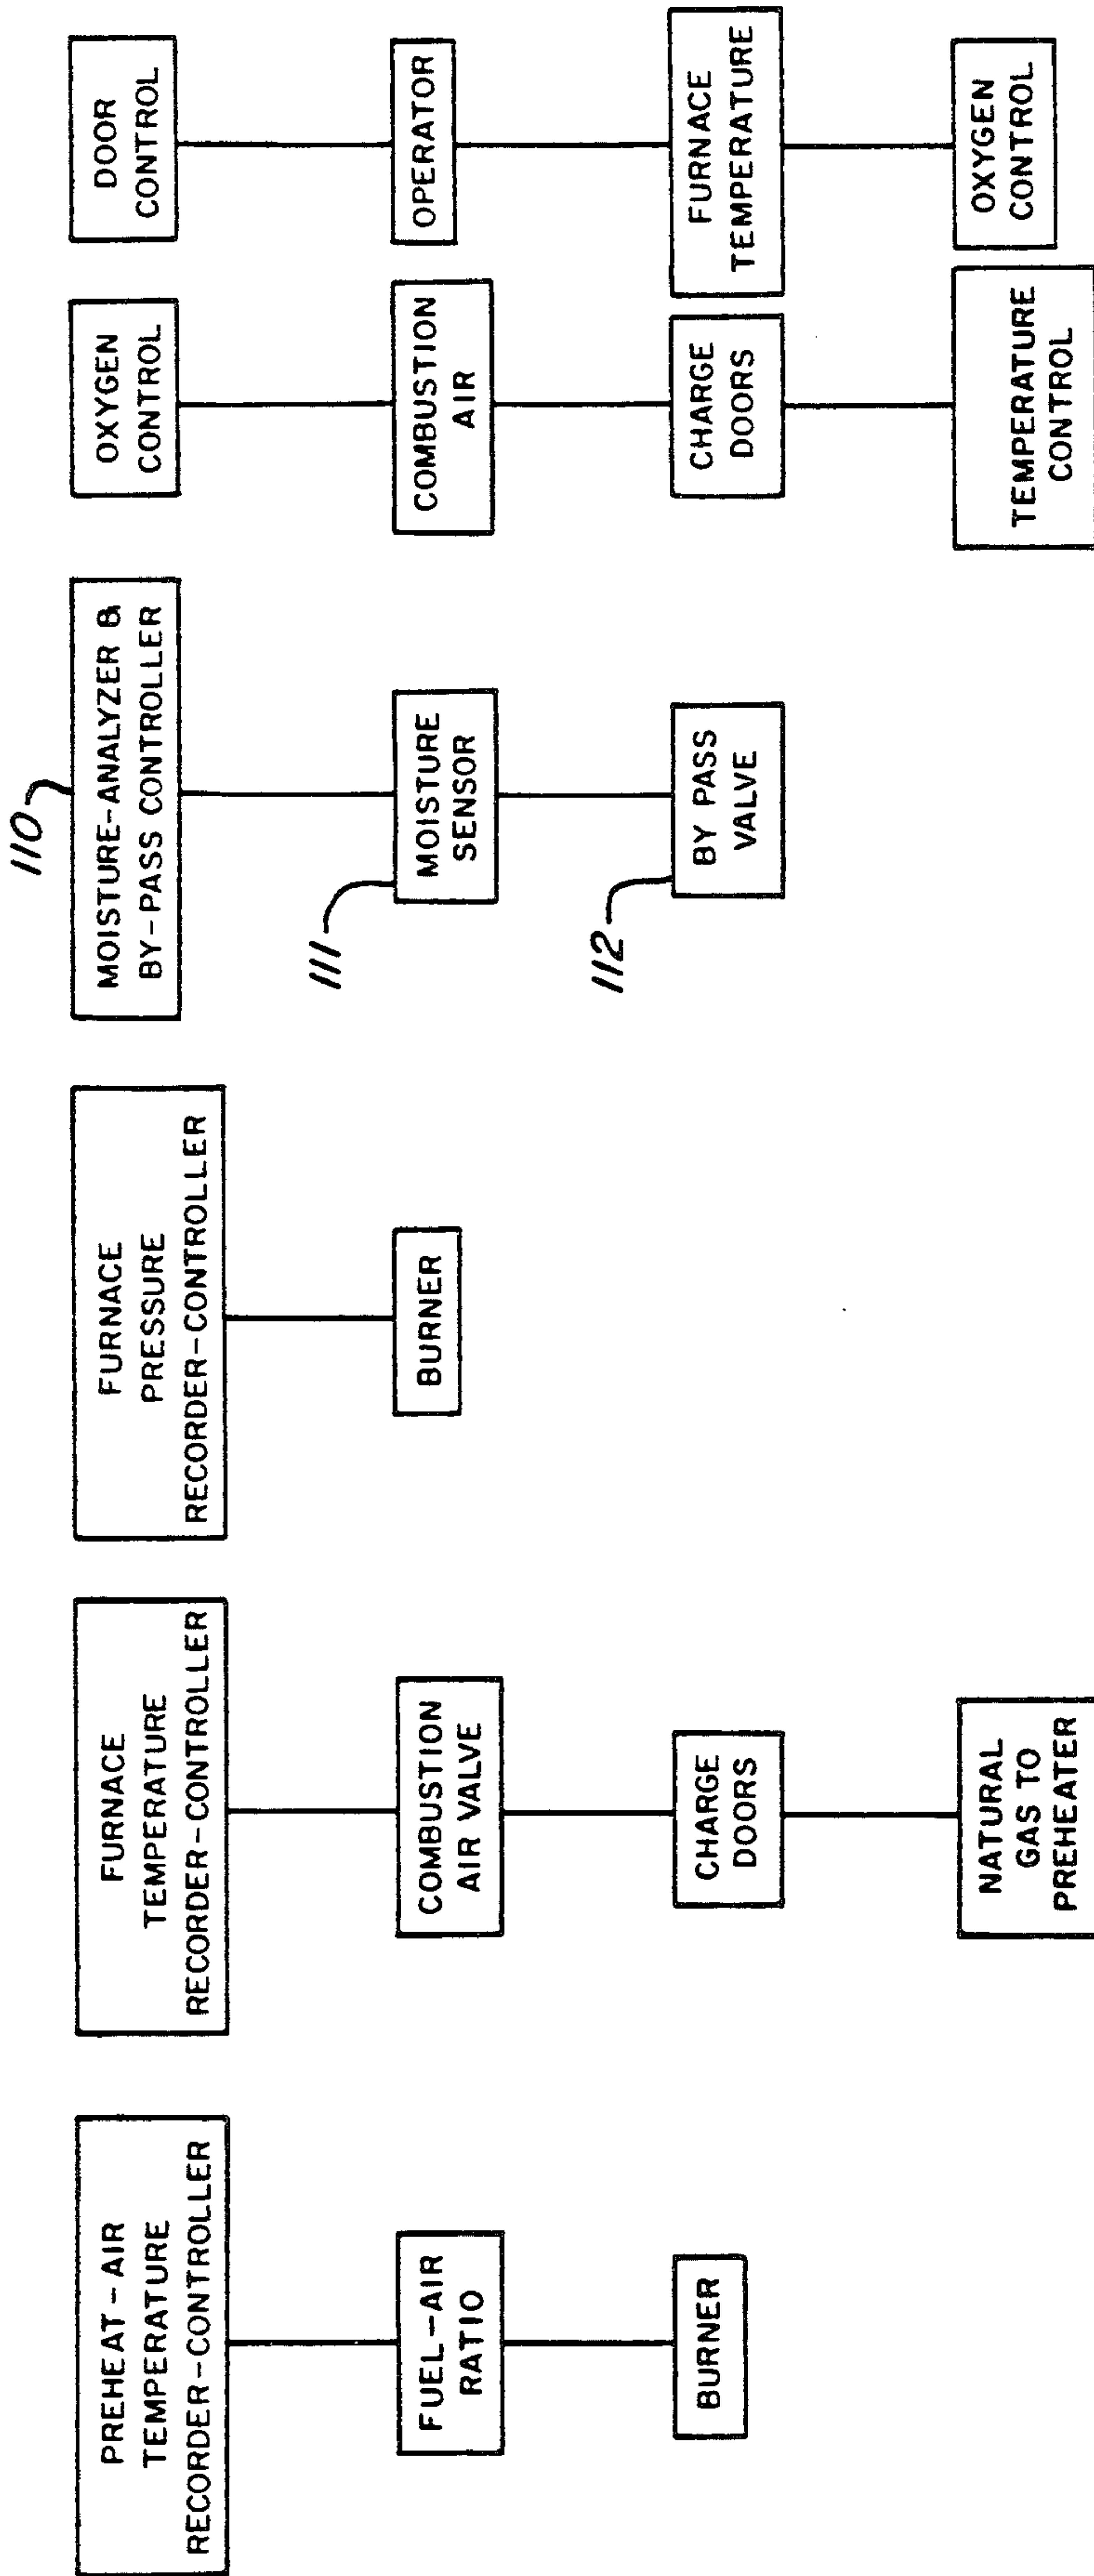 PREHEAT-AIR
TEMPERATURE
RECORDER-CONTROLLER
FUEL-AIR
RATIO
BURNER
FURNACE
TEMPERATURE
RECORDER-CONTROLLER
COMBUSTION
AIR VALVE
CHARGE
DOORS
NATURAL
GAS TO
PREHEATER
FURNACE
PRESSURE
RECORDER-CONTROLLER
BURNER
110
MOISTURE-ANALYZER &
BY-PASS CONTROLLER
111
MOISTURE
SENSOR
112
BY PASS
VALVE
OXYGEN
CONTROL
COMBUSTION
AIR
CHARGE
DOORS
TEMPERATURE
CONTROL
DOOR
CONTROL
OPERATOR
FURNACE
TEMPERATURE
OXYGEN
CONTROL